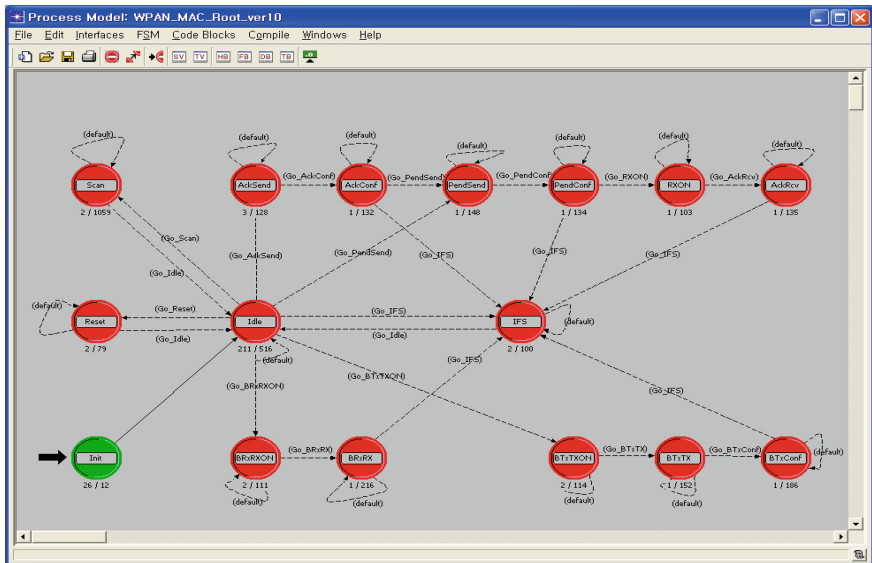 Process Model: WPAN_MAC_Root_ver10
File Edit Interfaces FSM Code Blocks Compile Windows Help
SV TV HB FB DB TB
(default) (default) (default) (default) (default) (default) (default)
Scan AckSend (Go_AckConf) AckConf (Go_PendSend) PendSend (Go_PendConf) PendConf (Go_RXON) RXON (Go_AckRcv) AckRcv
2 / 1059 3 / 128 1 / 132 1 / 148 1 / 134 1 / 103 1 / 135
(Go_Scan)
(Go_Idle) (Go_AckSend) (Go_PendSend) (Go_IFS) (Go_IFS) (Go_IFS)
(default) (Go_Reset) (Go_IFS)
Reset Idle IFS (default)
(Go_Idle) (Go_Idle)
2 / 79 211 / 516 2 / 100
(default) (Go_IFS)
(Go_BRxRXON) (Go_BTxTXON) (Go_IFS)
Init BRxRXON (Go_BRxRX) BRxRX BTxTXON (Go_BTxTX) BTxTX (Go_BTxConf) BTxConf (default)
26 / 12 2 / 111 1 / 216 2 / 114 1 / 152 1 / 186
(default) (default) (default) (default)